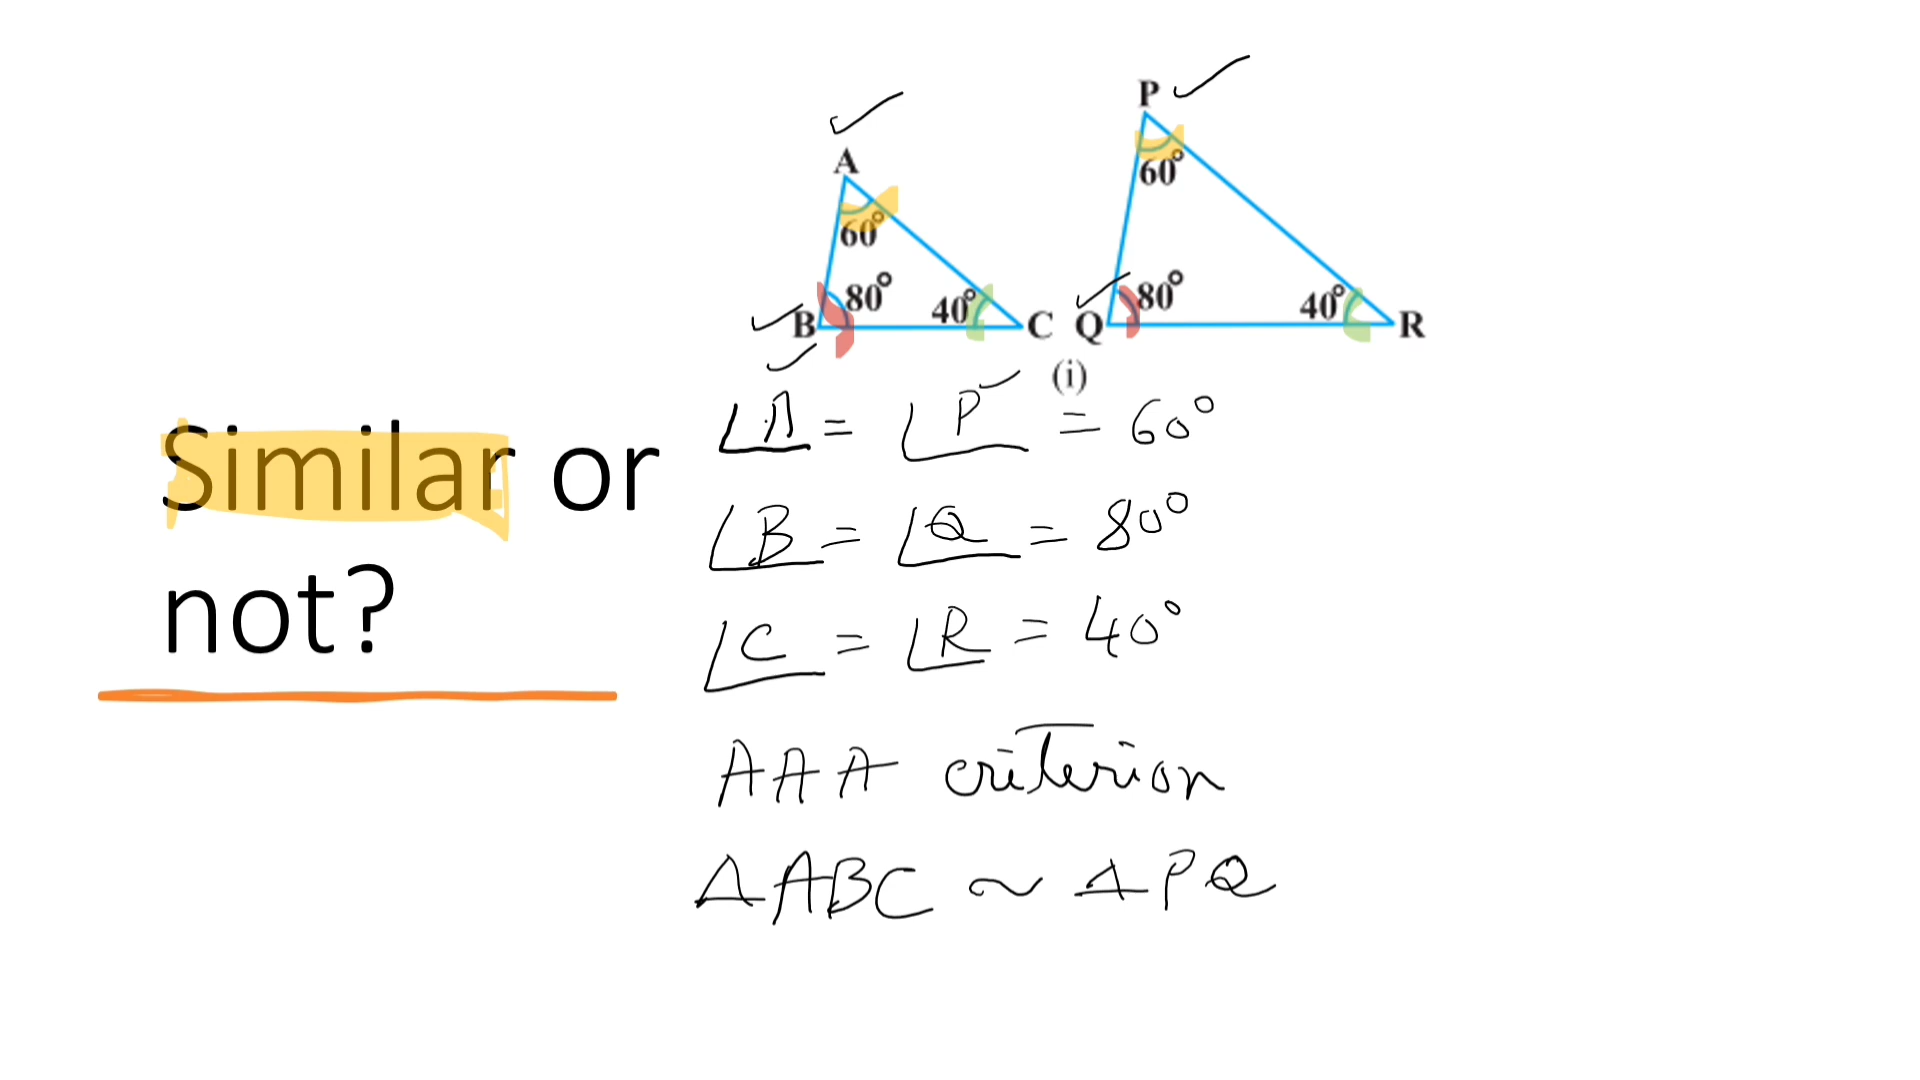 Similar or
not?
A
60°
80°
40°
B
C
P
60°
80°
40°
Q
R
(i)
∠A = ∠P = 60°
∠B = ∠Q = 80°
∠C = ∠R = 40°
AAA criterion
△ABC ~ △PQ